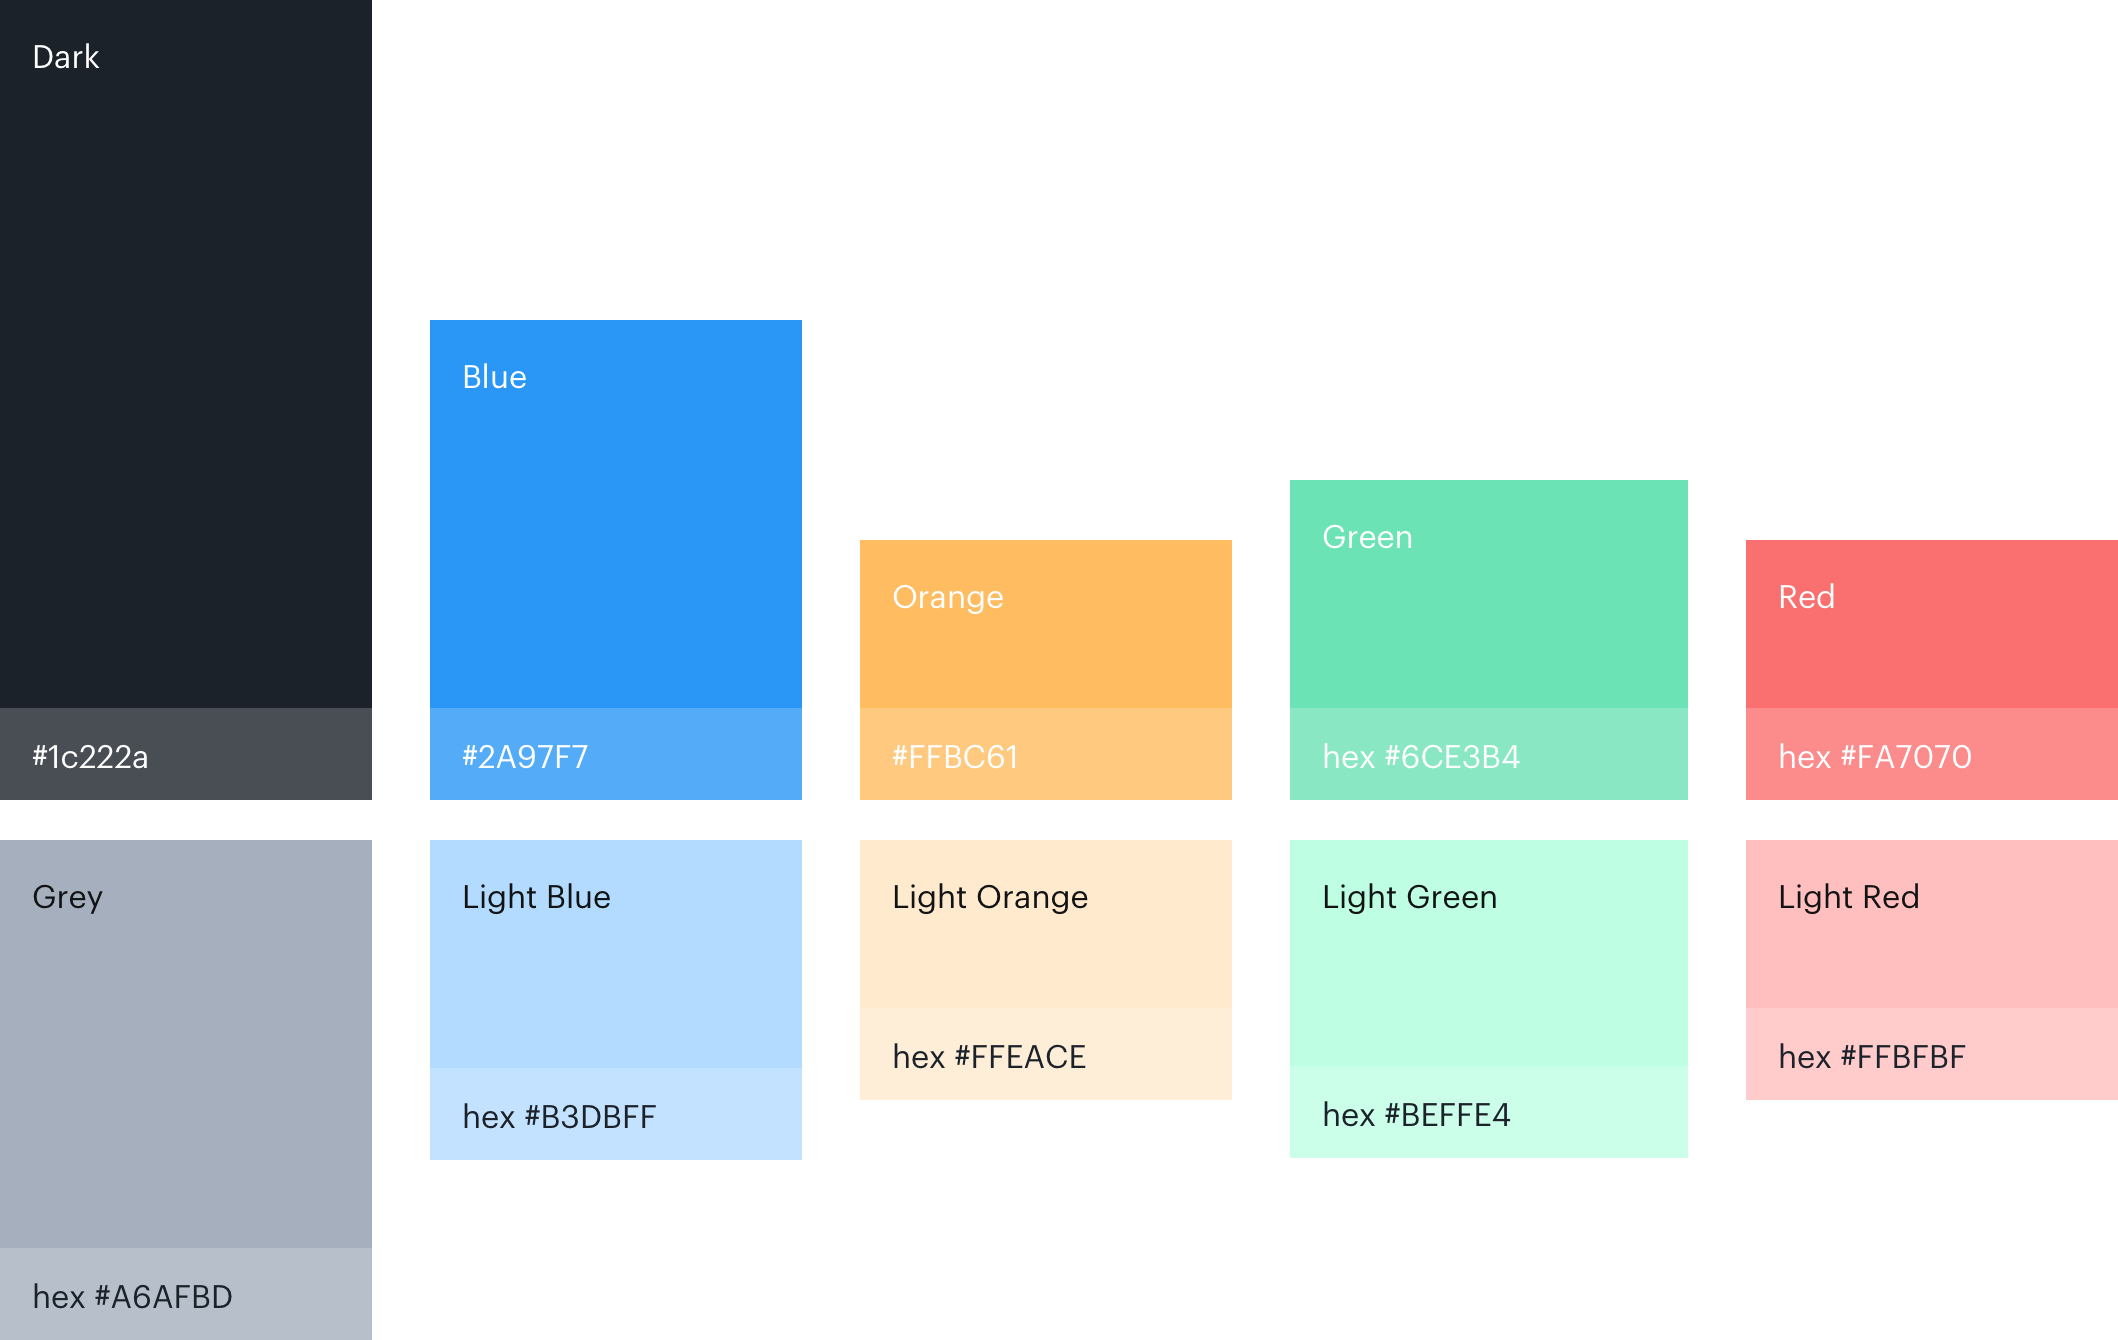 Dark
#1c222a
Blue
#2A97F7
Orange
#FFBC61
Green
hex #6CE3B4
Red
hex #FA7070
Grey
hex #A6AFBD
Light Blue
hex #B3DBFF
Light Orange
hex #FFEACE
Light Green
hex #BEFFE4
Light Red
hex #FFBFBF